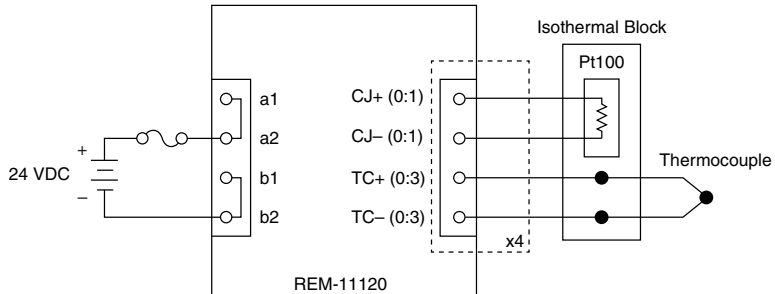 Isothermal Block
Pt100
a1
CJ+ (0:1)
a2
CJ– (0:1)
+
24 VDC
–
b1
TC+ (0:3)
Thermocouple
b2
TC– (0:3)
x4
REM-11120